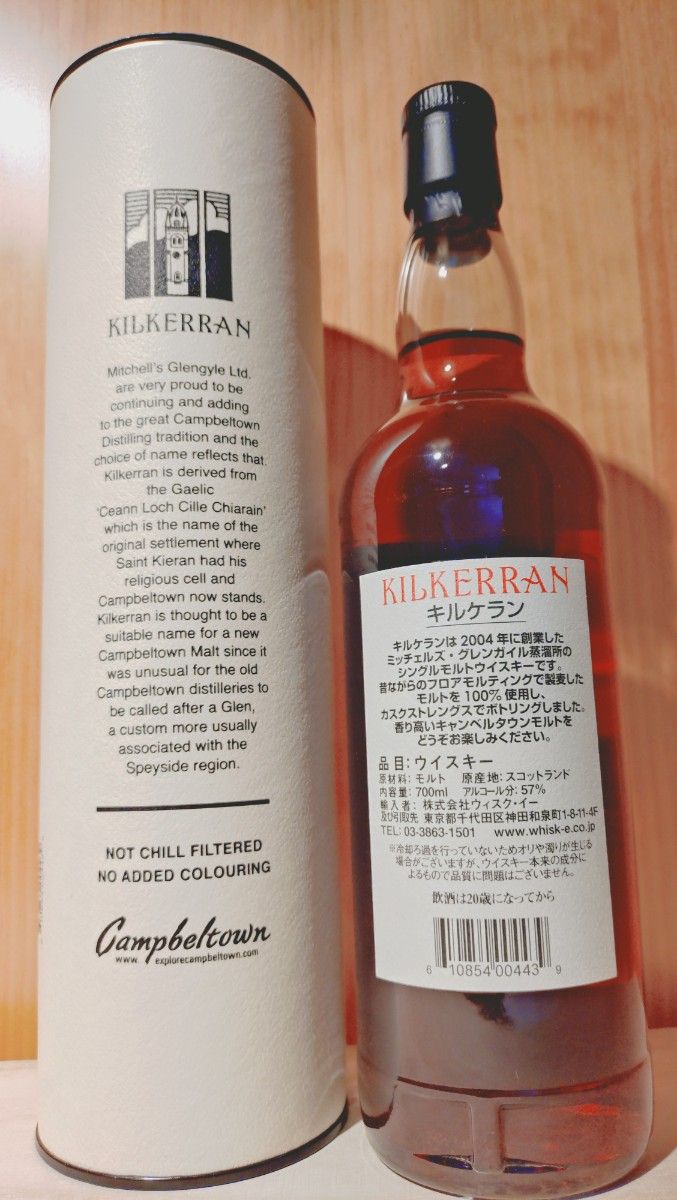 KILKERRAN
Mitchell's Glengyle Ltd.
are very proud to be
continuing and adding
to the great Campbeltown
Distilling tradition and the
choice of name reflects that.
Kilkerran is derived from
the Gaelic
'Ceann Loch Cille Chiarain'
which is the name of the
original settlement where
Saint Kieran had his
religious cell and
Campbeltown now stands.
Kilkerran is thought to be a
suitable name for a new
Campbeltown Malt since it
was unusual for the old
Campbeltown distilleries to
be called after a Glen,
a custom more usually
associated with the
Speyside region.
NOT CHILL FILTERED
NO ADDED COLOURING
Campbeltown
www. explorecampbeltown.com
KILKERRAN
キルケラン
キルケランは 2004 年に創業した
ミッチェルズ・グレンガイル蒸溜所の
シングルモルトウイスキーです。
昔ながらのフロアモルティングで製麦した
モルトを 100% 使用し、
カスクストレングスでボトリングしました。
香り高いキャンベルタウンモルトを
どうぞお楽しみください。
品目: ウイスキー
原材料: モルト 原産地: スコットランド
内容量: 700ml アルコール分: 57%
輸入者: 株式会社ウィスク・イー
及び引取先 東京都千代田区神田和泉町1-8-11-4F
TEL: 03-3863-1501 www.whisk-e.co.jp
※冷却ろ過を行っていないためオリや濁りが生じる
場合がございますが、ウイスキー本来の成分に
よるもので品質に問題はございません。
飲酒は20歳になってから
6 10854 00443 9